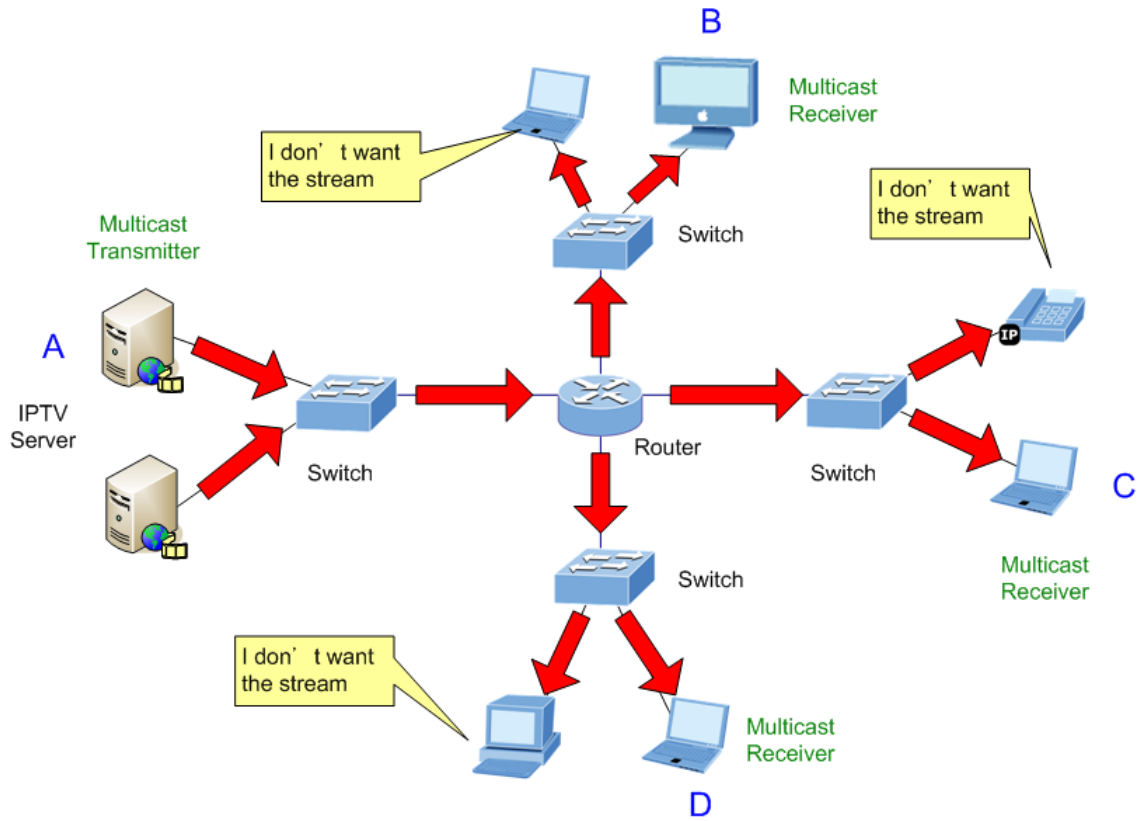 B
Multicast
Receiver
I don’ t want
the stream
I don’ t want
the stream
Switch
Multicast
Transmitter
A
IP
IPTV
Server
Switch
Router
Switch
C
Switch
Multicast
Receiver
I don’ t want
the stream
Multicast
Receiver
D